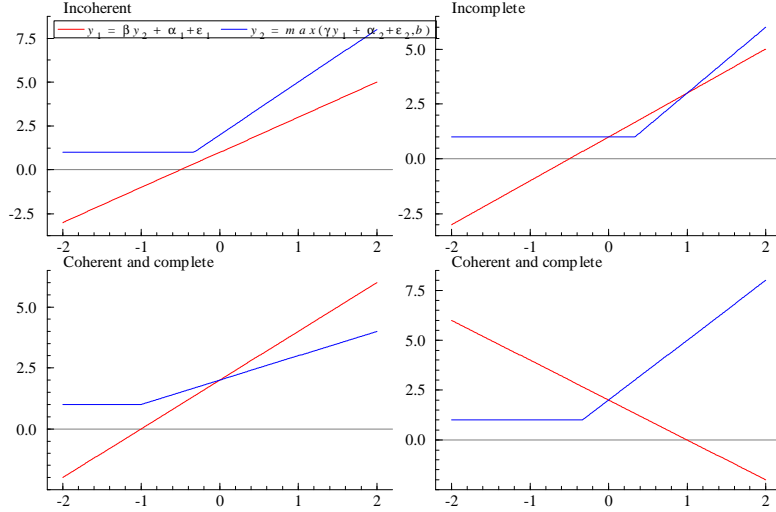 Incoherent
Incomplete
y₁ = βy₂ + α₁+ε₁
y₂ = max(γy₁ + α₂+ε₂,b)
7.5
5.0
2.5
0.0
-2.5
-2 -1 0 1 2
5.0
2.5
0.0
-2.5
-2 -1 0 1 2
Coherent and complete
Coherent and complete
5.0
2.5
0.0
-2 -1 0 1 2
7.5
5.0
2.5
0.0
-2 -1 0 1 2